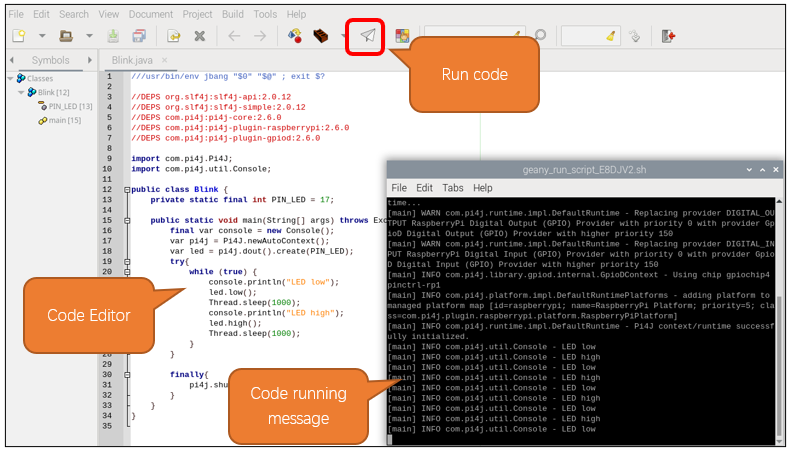 File Edit Search View Document Project Build Tools Help
Run code
Symbols
Blink.java
Classes
Blink [12]
PIN_LED [13]
main [15]
1 ///usr/bin/env jbang "$0" "$@" ; exit $?
2
3 //DEPS org.slf4j:slf4j-api:2.0.12
4 //DEPS org.slf4j:slf4j-simple:2.0.12
5 //DEPS com.pi4j:pi4j-core:2.6.0
6 //DEPS com.pi4j:pi4j-plugin-raspberrypi:2.6.0
7 //DEPS com.pi4j:pi4j-plugin-gpiod:2.6.0
8
9 import com.pi4j.Pi4J;
10 import com.pi4j.util.Console;
11
12 public class Blink {
13 private static final int PIN_LED = 17;
14
15 public static void main(String[] args) throws Exc
16 final var console = new Console();
17 var pi4j = Pi4J.newAutoContext();
18 var led = pi4j.dout().create(PIN_LED);
19 try{
20 while (true) {
console.println("LED low");
led.low();
Thread.sleep(1000);
console.println("LED high");
led.high();
Thread.sleep(1000);
}
28 }
29
30 finally{
31 pi4j.shu
32 }
33 }
34 }
35
Code Editor
geany_run_script_E8DJV2.sh
File Edit Tabs Help
time...
[main] WARN com.pi4j.runtime.impl.DefaultRuntime - Replacing provider DIGITAL_OU
TPUT RaspberryPi Digital Output (GPIO) Provider with priority 0 with provider Gp
ioD Digital Output (GPIO) Provider with higher priority 150
[main] WARN com.pi4j.runtime.impl.DefaultRuntime - Replacing provider DIGITAL_IN
PUT RaspberryPi Digital Input (GPIO) Provider with priority 0 with provider Gpio
D Digital Input (GPIO) Provider with higher priority 150
[main] INFO com.pi4j.library.gpiod.internal.GpioDContext - Using chip gpiochip4
pinctrl-rp1
[main] INFO com.pi4j.platform.impl.DefaultRuntimePlatforms - adding platform to
managed platform map [id=raspberrypi; name=RaspberryPi Platform; priority=5; cla
ss=com.pi4j.plugin.raspberrypi.platform.RaspberryPiPlatform]
[main] INFO com.pi4j.runtime.impl.DefaultRuntime - Pi4J context/runtime successf
ully initialized.
[main] INFO com.pi4j.util.Console - LED low
[main] INFO com.pi4j.util.Console - LED high
[main] INFO com.pi4j.util.Console - LED low
[main] INFO com.pi4j.util.Console - LED high
[main] INFO com.pi4j.util.Console - LED low
[main] INFO com.pi4j.util.Console - LED high
[main] INFO com.pi4j.util.Console - LED low
[main] INFO com.pi4j.util.Console - LED high
[main] INFO com.pi4j.util.Console - LED low
Code running
message